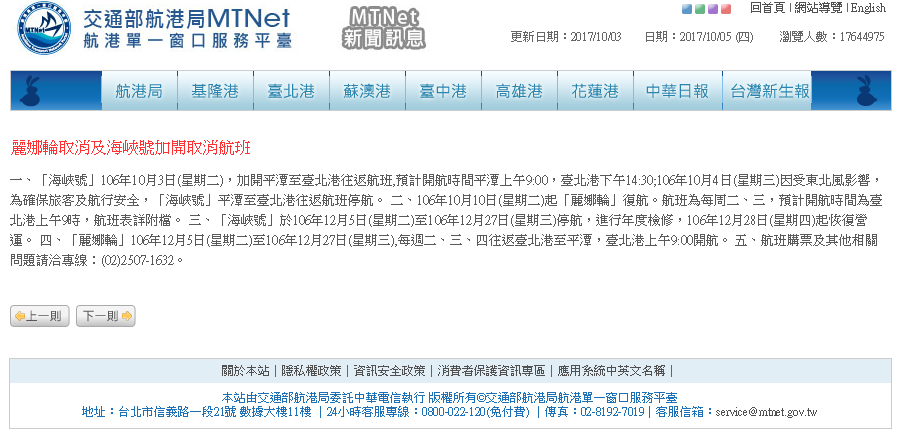 回首頁 | 網站導覽 | English
交通部航港局MTNet
航港單一窗口服務平臺
MTNet
新聞訊息
MTNet
更新日期：2017/10/03 日期：2017/10/05 (四) 瀏覽人數：17644975
航港局 基隆港 臺北港 蘇澳港 臺中港 高雄港 花蓮港 中華日報 台灣新生報
麗娜輪取消及海峽號加開取消航班
一、「海峽號」106年10月3日(星期二)，加開平潭至臺北港往返航班,預計開航時間平潭上午9:00，臺北港下午14:30;106年10月4日(星期三)因受東北風影響，
為確保旅客及航行安全，「海峽號」平潭至臺北港往返航班停航。 二、106年10月10日(星期二)起「麗娜輪」復航。航班為每周二、三，預計開航時間為臺
北港上午9時，航班表詳附檔。 三、「海峽號」於106年12月5日(星期二)至106年12月27日(星期三)停航，進行年度檢修，106年12月28日(星期四)起恢復營
運。 四、「麗娜輪」106年12月5日(星期二)至106年12月27日(星期三),每週二、三、四往返臺北港至平潭，臺北港上午9:00開航。 五、航班購票及其他相關
問題請洽專線：(02)2507-1632。
上一則 下一則
關於本站 | 隱私權政策 | 資訊安全政策 | 消費者保護資訊專區 | 應用系統中英文名稱 |
本站由交通部航港局委託中華電信執行 版權所有©交通部航港局航港單一窗口服務平臺
地址：台北市信義路一段21號 數據大樓11樓 | 24小時客服專線：0800-022-120(免付費) | 傳真：02-8192-7019 | 客服信箱：service@mtnet.gov.tw